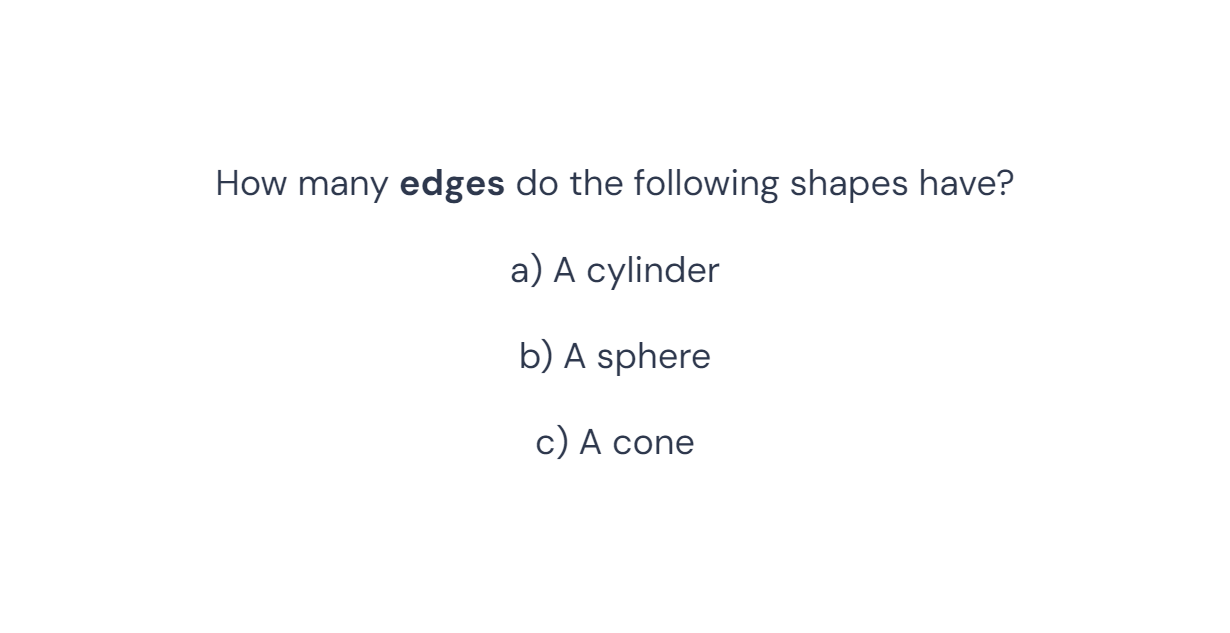 How many edges do the following shapes have?
a) A cylinder
b) A sphere
c) A cone